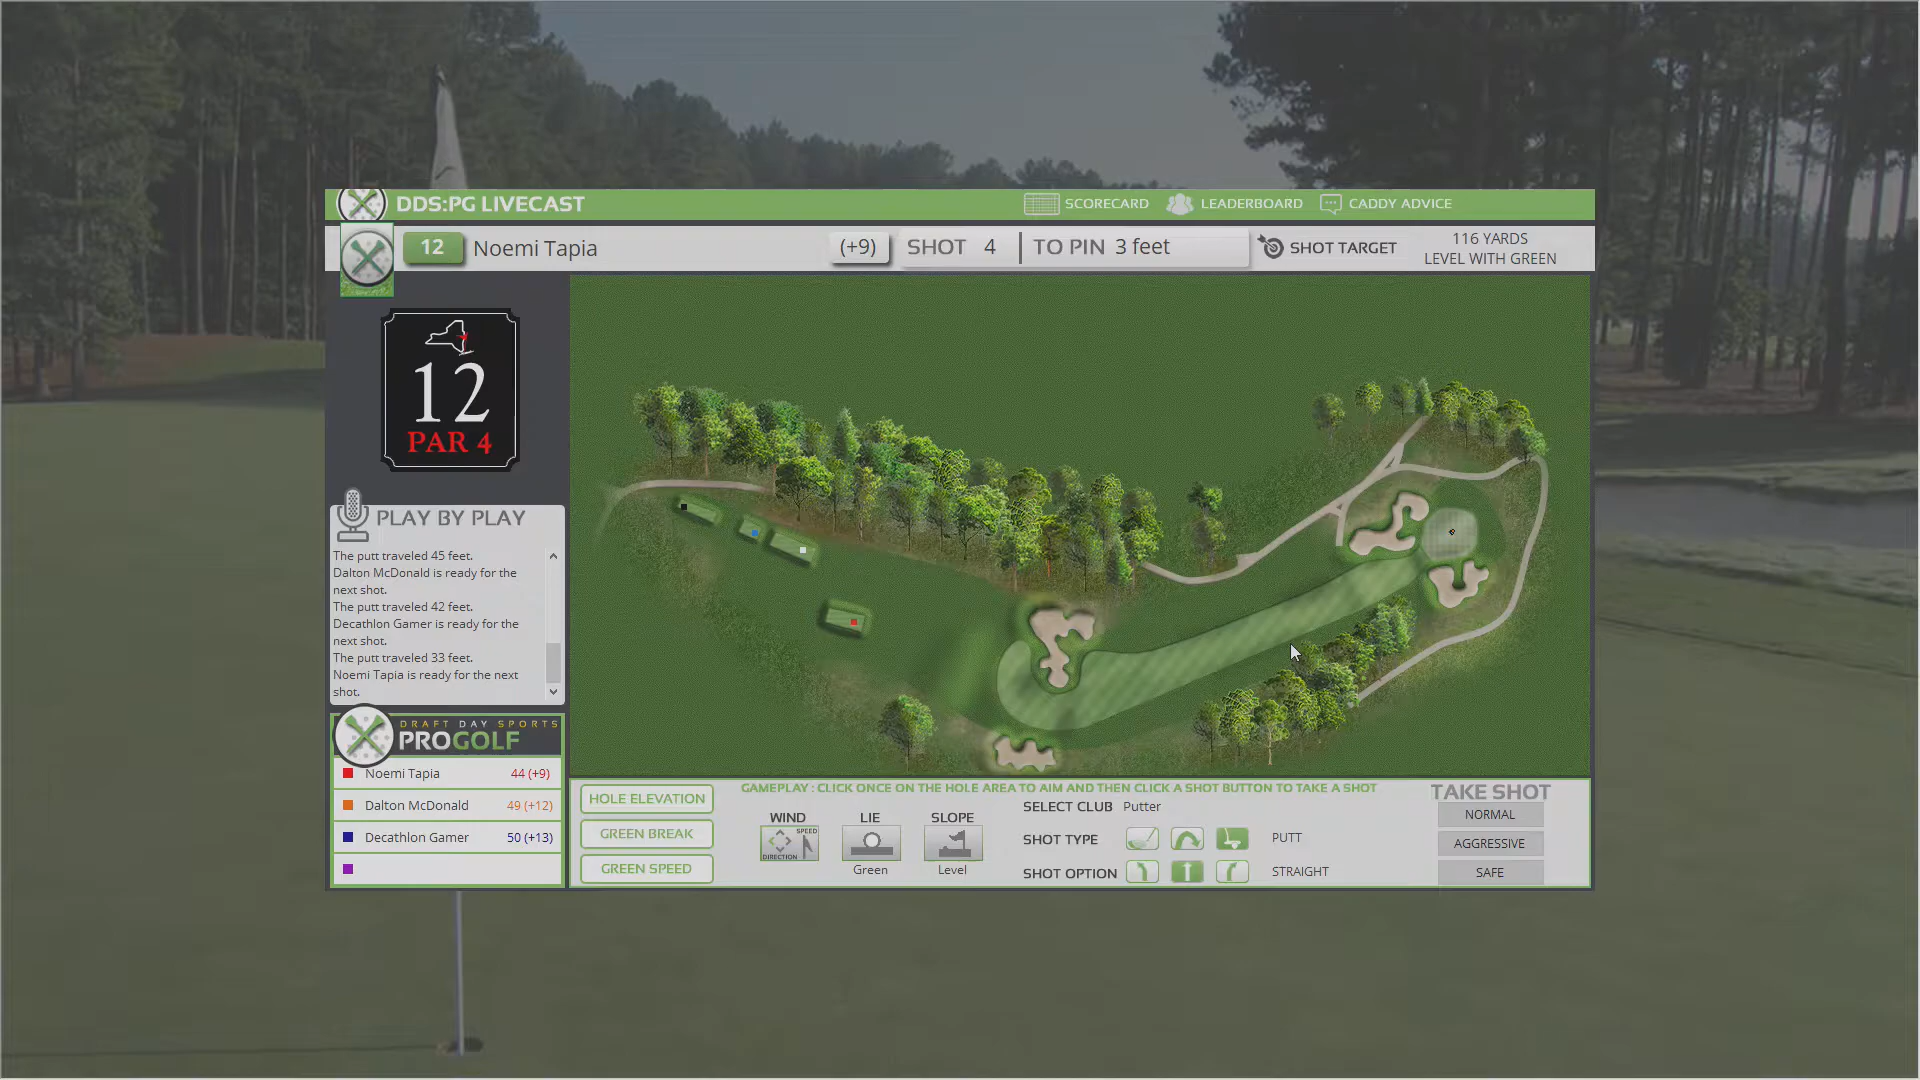 DDS:PG LIVECAST
SCORECARD
LEADERBOARD
CADDY ADVICE
12
Noemi Tapia
(+9)
SHOT 4
TO PIN 3 feet
SHOT TARGET
116 YARDS
LEVEL WITH GREEN
12
PAR 4
PLAY BY PLAY
The putt traveled 45 feet.
Dalton McDonald is ready for the
next shot.
The putt traveled 42 feet.
Decathlon Gamer is ready for the
next shot.
The putt traveled 33 feet.
Noemi Tapia is ready for the next
shot.
DRAFT DAY SPORTS
PROGOLF
Noemi Tapia 44 (+9)
Dalton McDonald 49 (+12)
Decathlon Gamer 50 (+13)
HOLE ELEVATION
GREEN BREAK
GREEN SPEED
GAMEPLAY : CLICK ONCE ON THE HOLE AREA TO AIM AND THEN CLICK A SHOT BUTTON TO TAKE A SHOT
WIND
SPEED
DIRECTION
LIE
Green
SLOPE
Level
SELECT CLUB Putter
SHOT TYPE
PUTT
SHOT OPTION
STRAIGHT
TAKE SHOT
NORMAL
AGGRESSIVE
SAFE